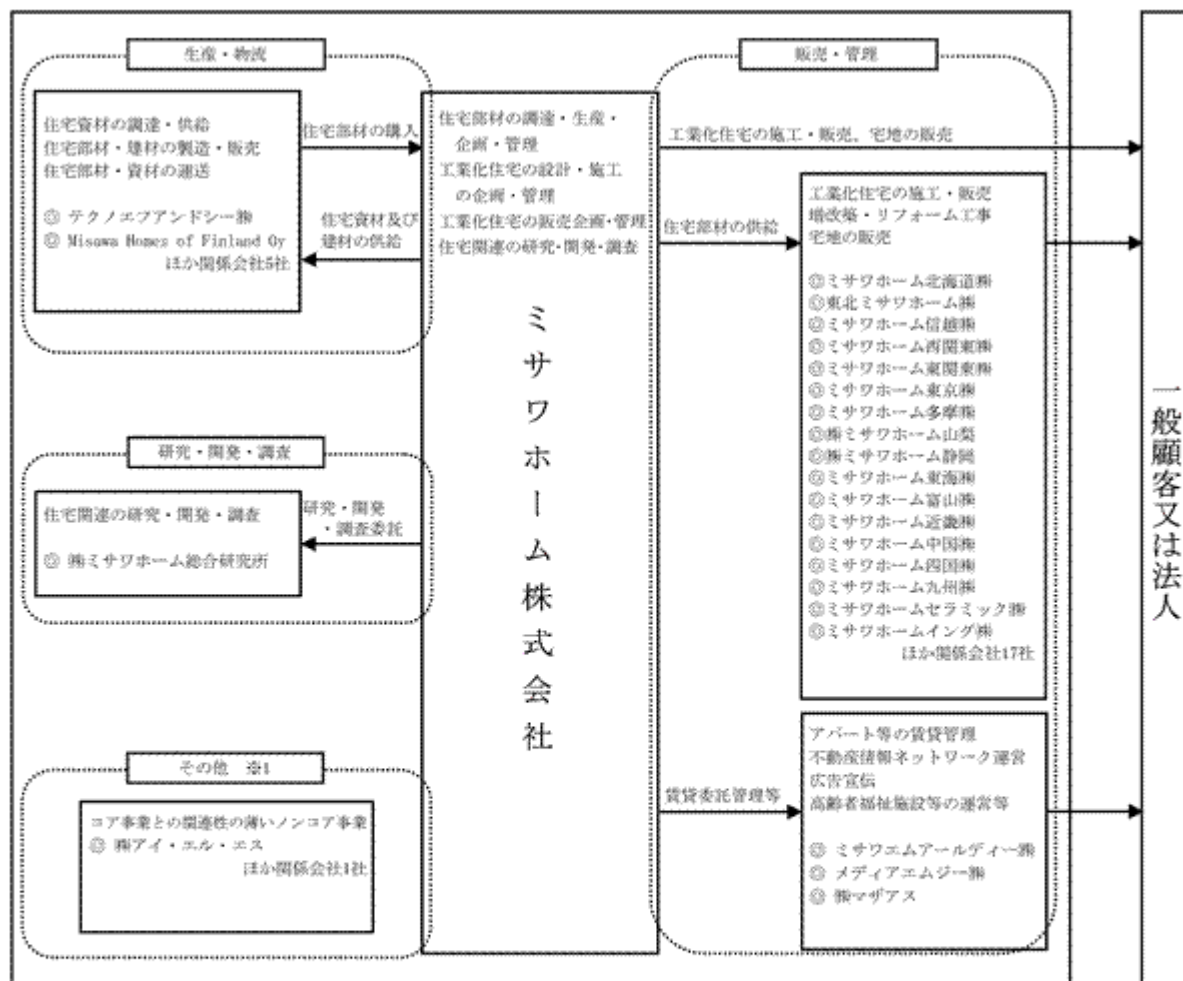 生産・物流
住宅資材の調達・供給
住宅部材・建材の製造・販売
住宅部材・資材の運送
◎ テクノエフアンドシー㈱
◎ Misawa Homes of Finland Oy
ほか関係会社5社
住宅部材の購入
住宅資材及び
建材の供給
研究・開発・調査
住宅関連の研究・開発・調査
◎ ㈱ミサワホーム総合研究所
研究・開発
・調査委託
その他　※1
コア事業との関連性の薄いノンコア事業
◎ ㈱アイ・エル・エス
ほか関係会社1社
住宅部材の調達・生産・
企画・管理
工業化住宅の設計・施工
の企画・管理
工業化住宅の販売企画・管理
住宅関連の研究・開発・調査
ミサワホーム株式会社
販売・管理
工業化住宅の施工・販売、宅地の販売
住宅部材の供給
工業化住宅の施工・販売
増改築・リフォーム工事
宅地の販売
◎ミサワホーム北海道㈱
◎東北ミサワホーム㈱
◎ミサワホーム信越㈱
◎ミサワホーム西関東㈱
◎ミサワホーム東関東㈱
◎ミサワホーム東京㈱
◎ミサワホーム多摩㈱
◎㈱ミサワホーム山梨
◎㈱ミサワホーム静岡
◎ミサワホーム東海㈱
◎ミサワホーム富山㈱
◎ミサワホーム近畿㈱
◎ミサワホーム中国㈱
◎ミサワホーム四国㈱
◎ミサワホーム九州㈱
◎ミサワホームセラミック㈱
◎ミサワホームイング㈱
ほか関係会社17社
賃貸委託管理等
アパート等の賃貸管理
不動産情報ネットワーク運営
広告宣伝
高齢者福祉施設等の運営等
◎ ミサワエムアールディー㈱
◎ メディアエムジー㈱
◎ ㈱マザアス
一般顧客又は法人